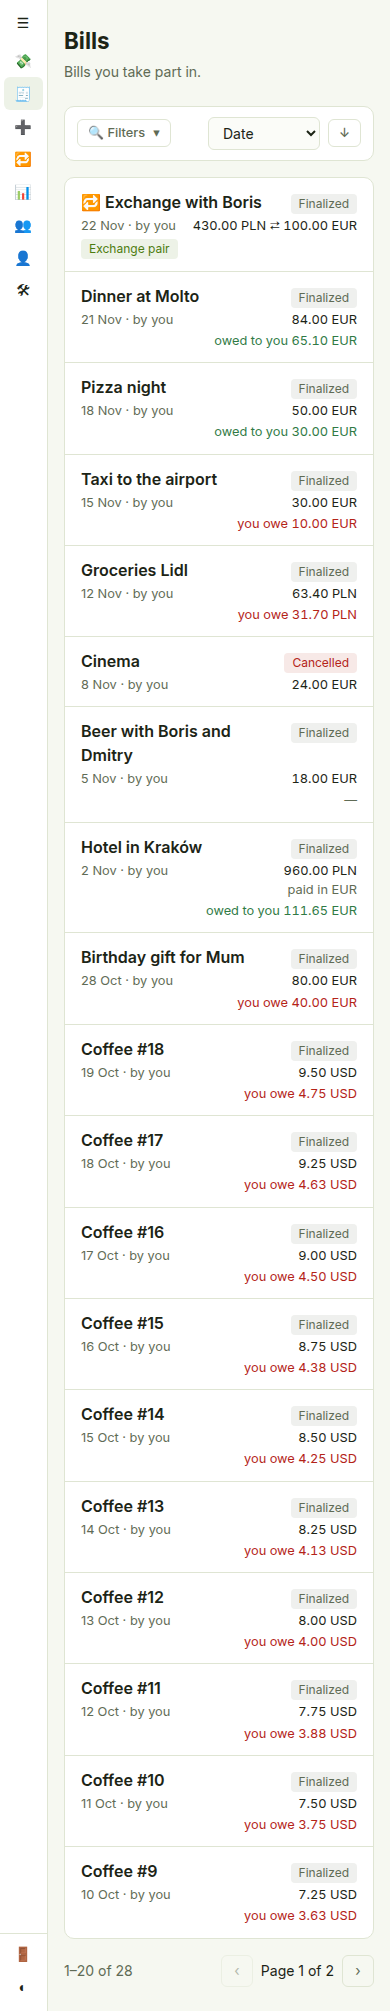 Bills
Bills you take part in.
Filters ▾
Date
↓
Exchange with Boris Finalized
22 Nov · by you 430.00 PLN ⇄ 100.00 EUR
Exchange pair
Dinner at Molto Finalized
21 Nov · by you 84.00 EUR
owed to you 65.10 EUR
Pizza night Finalized
18 Nov · by you 50.00 EUR
owed to you 30.00 EUR
Taxi to the airport Finalized
15 Nov · by you 30.00 EUR
you owe 10.00 EUR
Groceries Lidl Finalized
12 Nov · by you 63.40 PLN
you owe 31.70 PLN
Cinema Cancelled
8 Nov · by you 24.00 EUR
Beer with Boris and Finalized
Dmitry
5 Nov · by you 18.00 EUR
—
Hotel in Kraków Finalized
2 Nov · by you 960.00 PLN
paid in EUR
owed to you 111.65 EUR
Birthday gift for Mum Finalized
28 Oct · by you 80.00 EUR
you owe 40.00 EUR
Coffee #18 Finalized
19 Oct · by you 9.50 USD
you owe 4.75 USD
Coffee #17 Finalized
18 Oct · by you 9.25 USD
you owe 4.63 USD
Coffee #16 Finalized
17 Oct · by you 9.00 USD
you owe 4.50 USD
Coffee #15 Finalized
16 Oct · by you 8.75 USD
you owe 4.38 USD
Coffee #14 Finalized
15 Oct · by you 8.50 USD
you owe 4.25 USD
Coffee #13 Finalized
14 Oct · by you 8.25 USD
you owe 4.13 USD
Coffee #12 Finalized
13 Oct · by you 8.00 USD
you owe 4.00 USD
Coffee #11 Finalized
12 Oct · by you 7.75 USD
you owe 3.88 USD
Coffee #10 Finalized
11 Oct · by you 7.50 USD
you owe 3.75 USD
Coffee #9 Finalized
10 Oct · by you 7.25 USD
you owe 3.63 USD
1–20 of 28 ‹ Page 1 of 2 ›